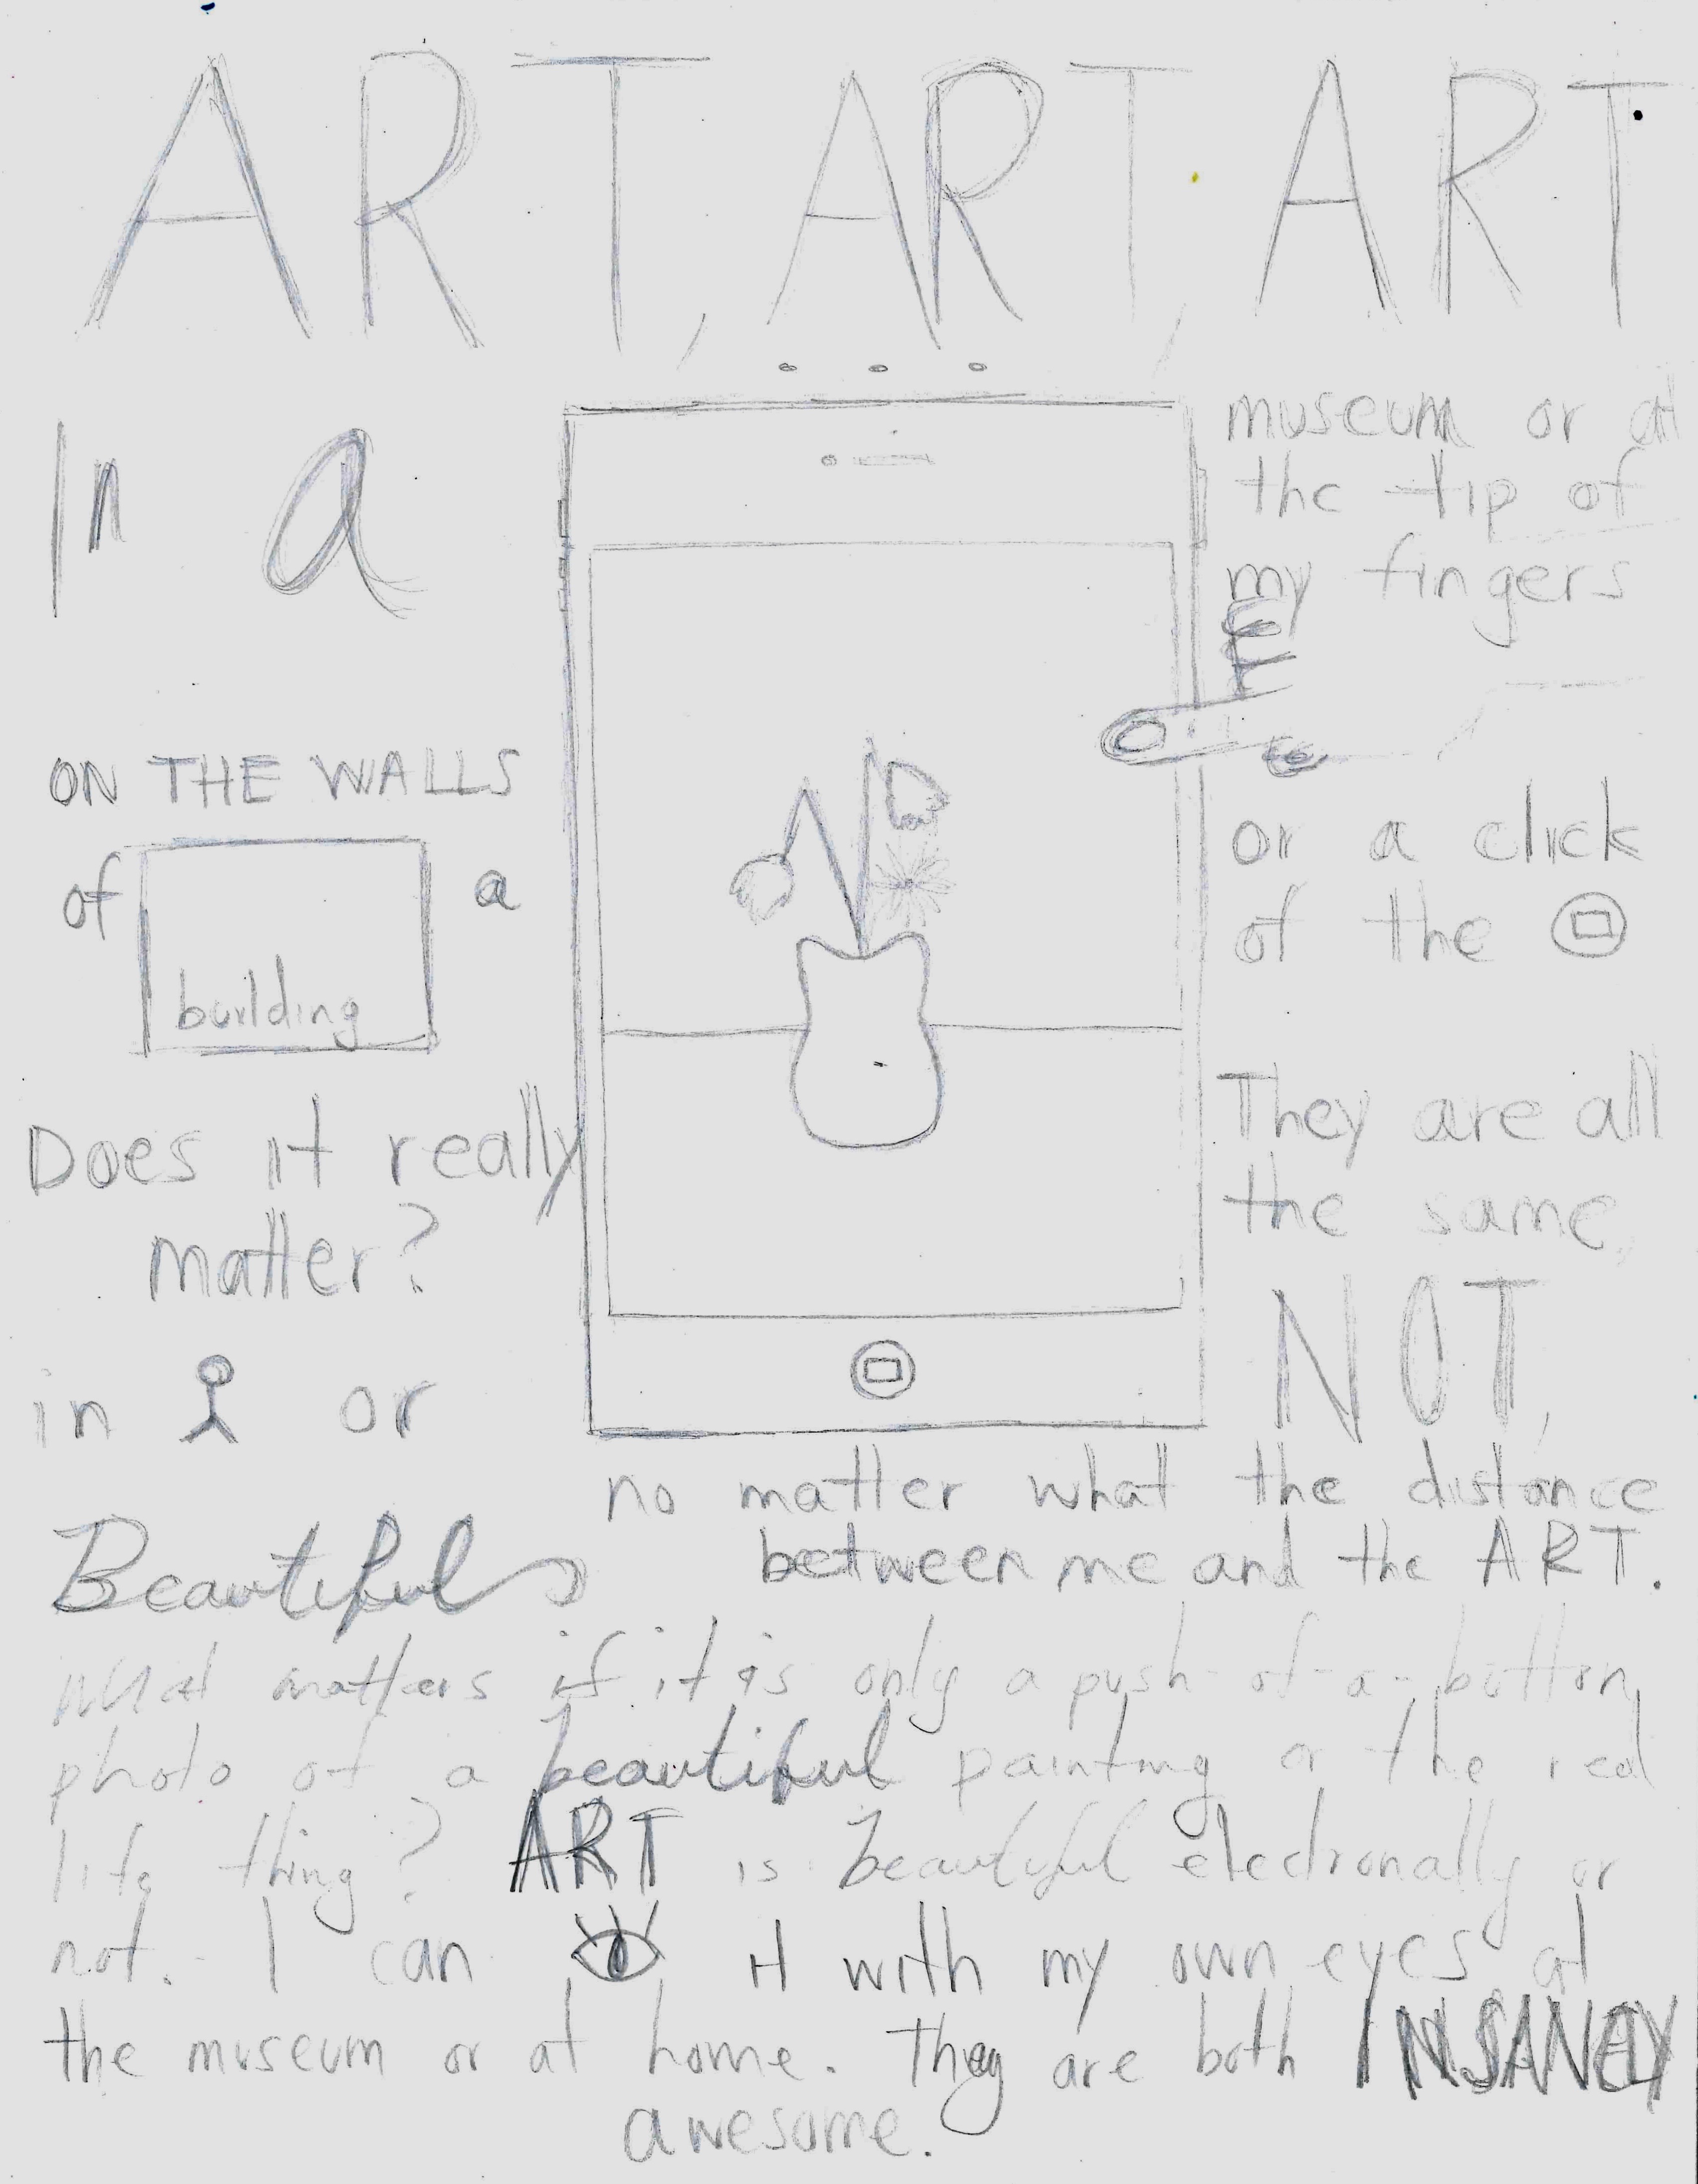 ART, ART, ART
...
In a
museum or at
the tip of
my fingers
ON THE WALLS
of building a
or a click
of the
Does it really
matter?
They are all
the same,
NOT,
in or
no matter what the distance
between me and the ART.
Beautiful
what matters if it is only a push-of-a-button
photo of a beautiful painting or the real
life thing? ART is beautiful electronally or
not. I can it with my own eyes at
the museum or at home. They are both INSANELY
awesome.